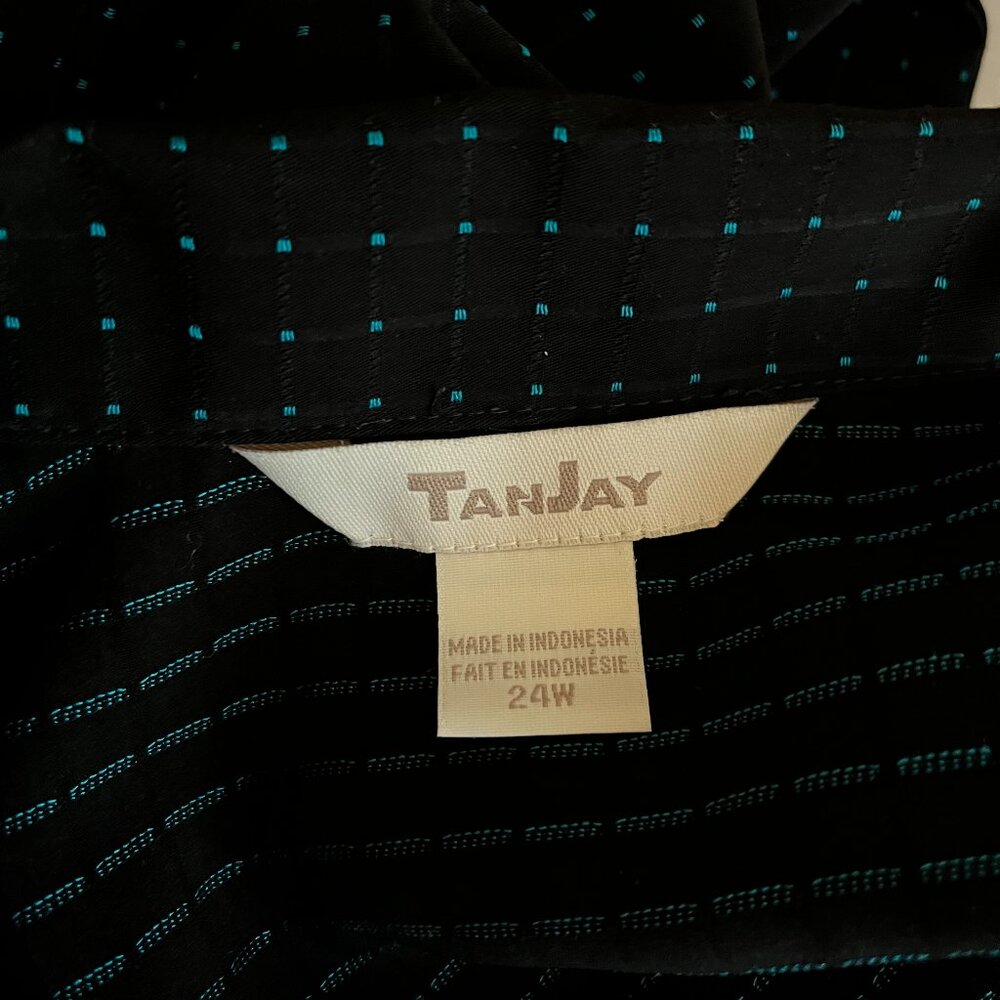 TANJAY
MADE IN INDONESIA
FAIT EN INDONÉSIE
24W